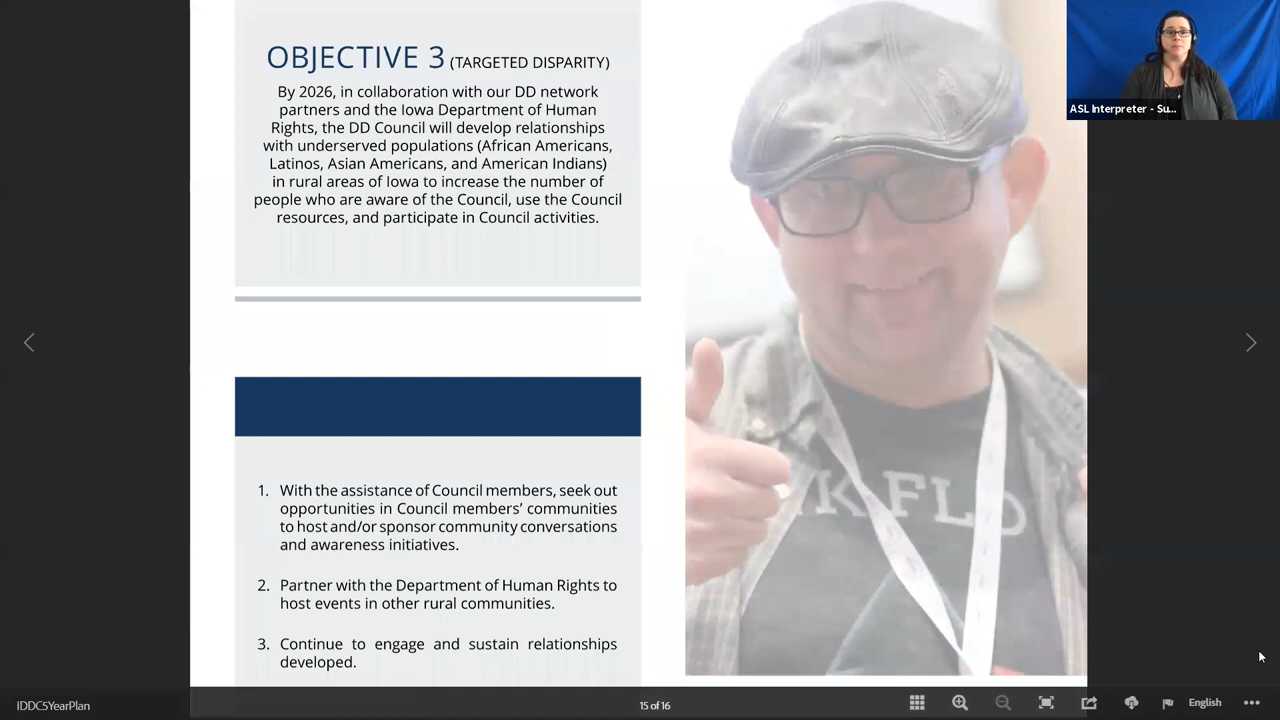 OBJECTIVE 3 (TARGETED DISPARITY)
By 2026, in collaboration with our DD network
partners and the Iowa Department of Human
Rights, the DD Council will develop relationships
with underserved populations (African Americans,
Latinos, Asian Americans, and American Indians)
in rural areas of Iowa to increase the number of
people who are aware of the Council, use the Council
resources, and participate in Council activities.
1. With the assistance of Council members, seek out
opportunities in Council members’ communities
to host and/or sponsor community conversations
and awareness initiatives.
2. Partner with the Department of Human Rights to
host events in other rural communities.
3. Continue to engage and sustain relationships
developed.
ASL Interpreter - Su...
IDDC5YearPlan
15 of 16
English